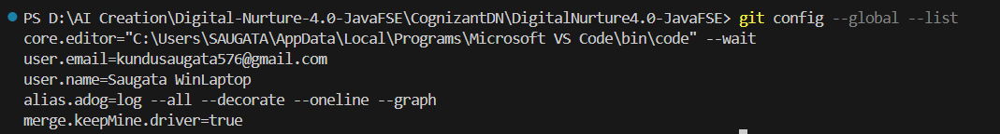 PS D:\AI Creation\Digital-Nurture-4.0-JavaFSE\CognizantDN\DigitalNurture4.0-JavaFSE> git config --global --list
core.editor="C:\Users\SAUGATA\AppData\Local\Programs\Microsoft VS Code\bin\code" --wait
user.email=kundusaugata576@gmail.com
user.name=Saugata WinLaptop
alias.adog=log --all --decorate --oneline --graph
merge.keepMine.driver=true